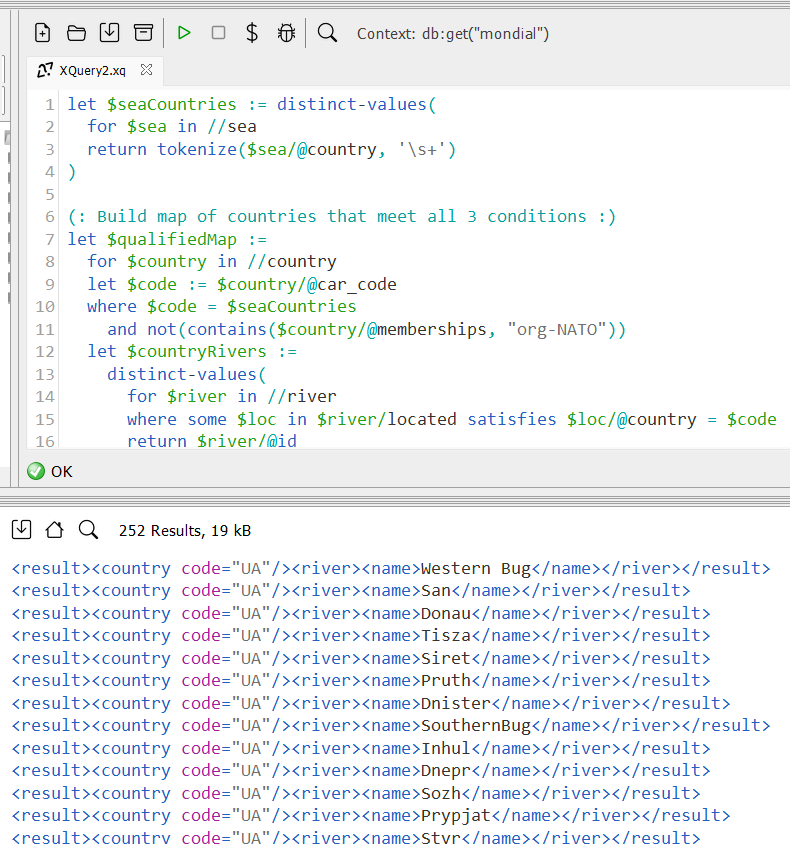 Context: db:get("mondial")
XQuery2.xq
1 let $seaCountries := distinct-values(
2 for $sea in //sea
3 return tokenize($sea/@country, '\s+')
4 )
5
6 (: Build map of countries that meet all 3 conditions :)
7 let $qualifiedMap :=
8 for $country in //country
9 let $code := $country/@car_code
10 where $code = $seaCountries
11 and not(contains($country/@memberships, "org-NATO"))
12 let $countryRivers :=
13 distinct-values(
14 for $river in //river
15 where some $loc in $river/located satisfies $loc/@country = $code
16 return $river/@id
OK
252 Results, 19 kB
<result><country code="UA"/><river><name>Western Bug</name></river></result>
<result><country code="UA"/><river><name>San</name></river></result>
<result><country code="UA"/><river><name>Donau</name></river></result>
<result><country code="UA"/><river><name>Tisza</name></river></result>
<result><country code="UA"/><river><name>Siret</name></river></result>
<result><country code="UA"/><river><name>Pruth</name></river></result>
<result><country code="UA"/><river><name>Dnister</name></river></result>
<result><country code="UA"/><river><name>SouthernBug</name></river></result>
<result><country code="UA"/><river><name>Inhul</name></river></result>
<result><country code="UA"/><river><name>Dnepr</name></river></result>
<result><country code="UA"/><river><name>Sozh</name></river></result>
<result><country code="UA"/><river><name>Prypjat</name></river></result>
<result><country code="UA"/><river><name>Styr</name></river></result>